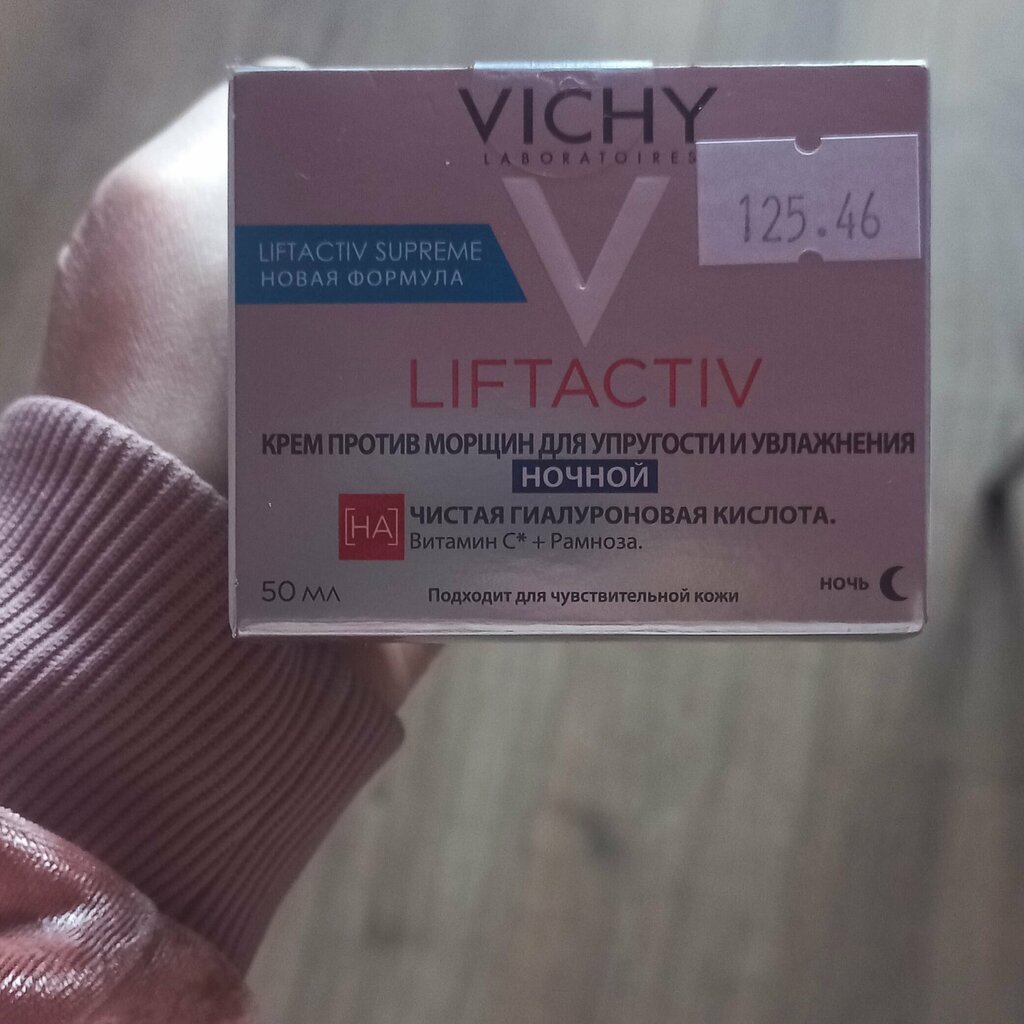 VICHY
LABORATOIRES
125.46
LIFTACTIV SUPREME
НОВАЯ ФОРМУЛА
V
LIFTACTIV
КРЕМ ПРОТИВ МОРЩИН ДЛЯ УПРУГОСТИ И УВЛАЖНЕНИЯ
НОЧНОЙ
[HA] ЧИСТАЯ ГИАЛУРОНОВАЯ КИСЛОТА.
Витамин С* + Рамноза.
50 мл
Подходит для чувствительной кожи
ночь